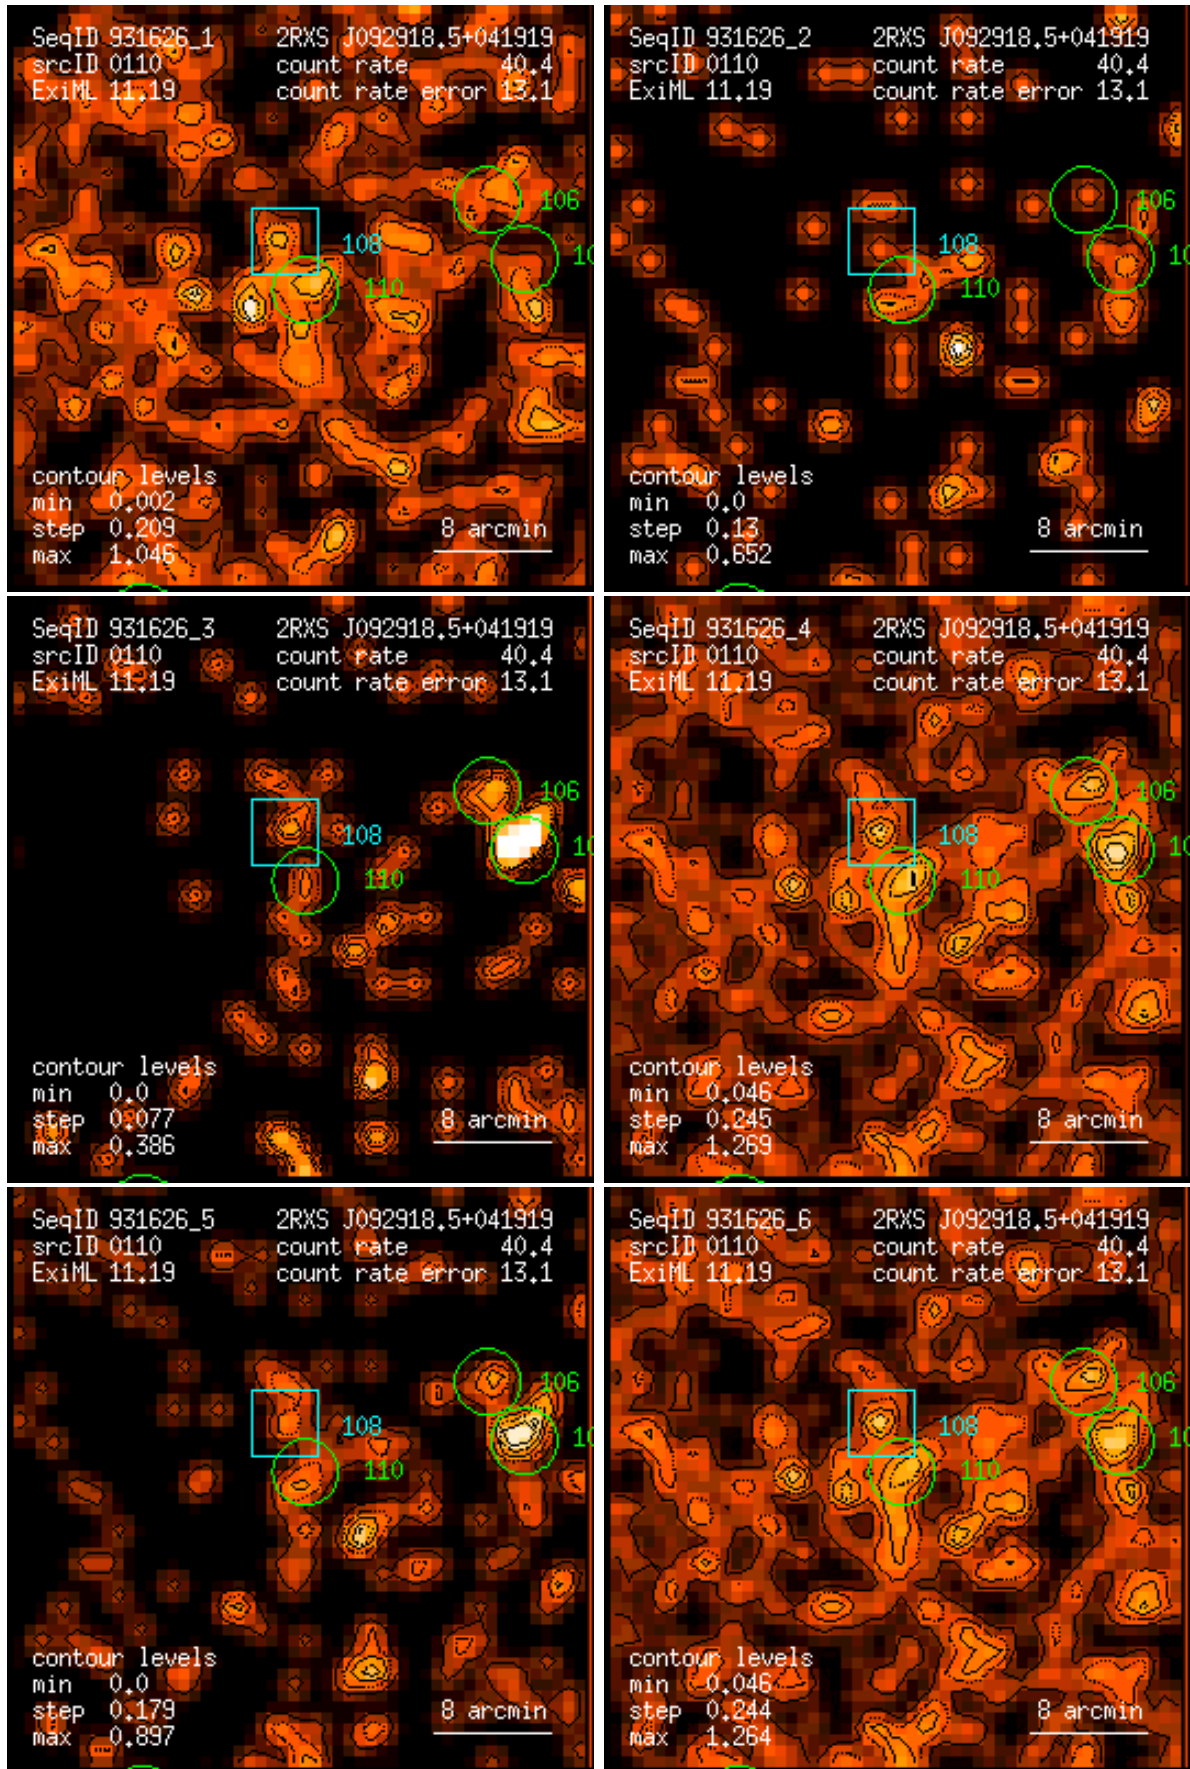 SeqID 931626_1 2RXS J092918.5+041919
srcID 0110 count rate 40.4
ExiML 11.19 count rate error 13.1
106
108
10
110
contour levels
min 0.002
step 0.209 8 arcmin
max 1.046
SeqID 931626_2 2RXS J092918.5+041919
srcID 0110 count rate 40.4
ExiML 11.19 count rate error 13.1
106
108
10
110
contour levels
min 0.0
step 0.13 8 arcmin
max 0.652
SeqID 931626_3 2RXS J092918.5+041919
srcID 0110 count rate 40.4
ExiML 11.19 count rate error 13.1
106
108
10
110
contour levels
min 0.0
step 0.077 8 arcmin
max 0.386
SeqID 931626_4 2RXS J092918.5+041919
srcID 0110 count rate 40.4
ExiML 11.19 count rate error 13.1
106
108
10
110
contour levels
min 0.046
step 0.245 8 arcmin
max 1.269
SeqID 931626_5 2RXS J092918.5+041919
srcID 0110 count rate 40.4
ExiML 11.19 count rate error 13.1
106
108
10
110
contour levels
min 0.0
step 0.179 8 arcmin
max 0.897
SeqID 931626_6 2RXS J092918.5+041919
srcID 0110 count rate 40.4
ExiML 11.19 count rate error 13.1
106
108
10
110
contour levels
min 0.046
step 0.244 8 arcmin
max 1.264